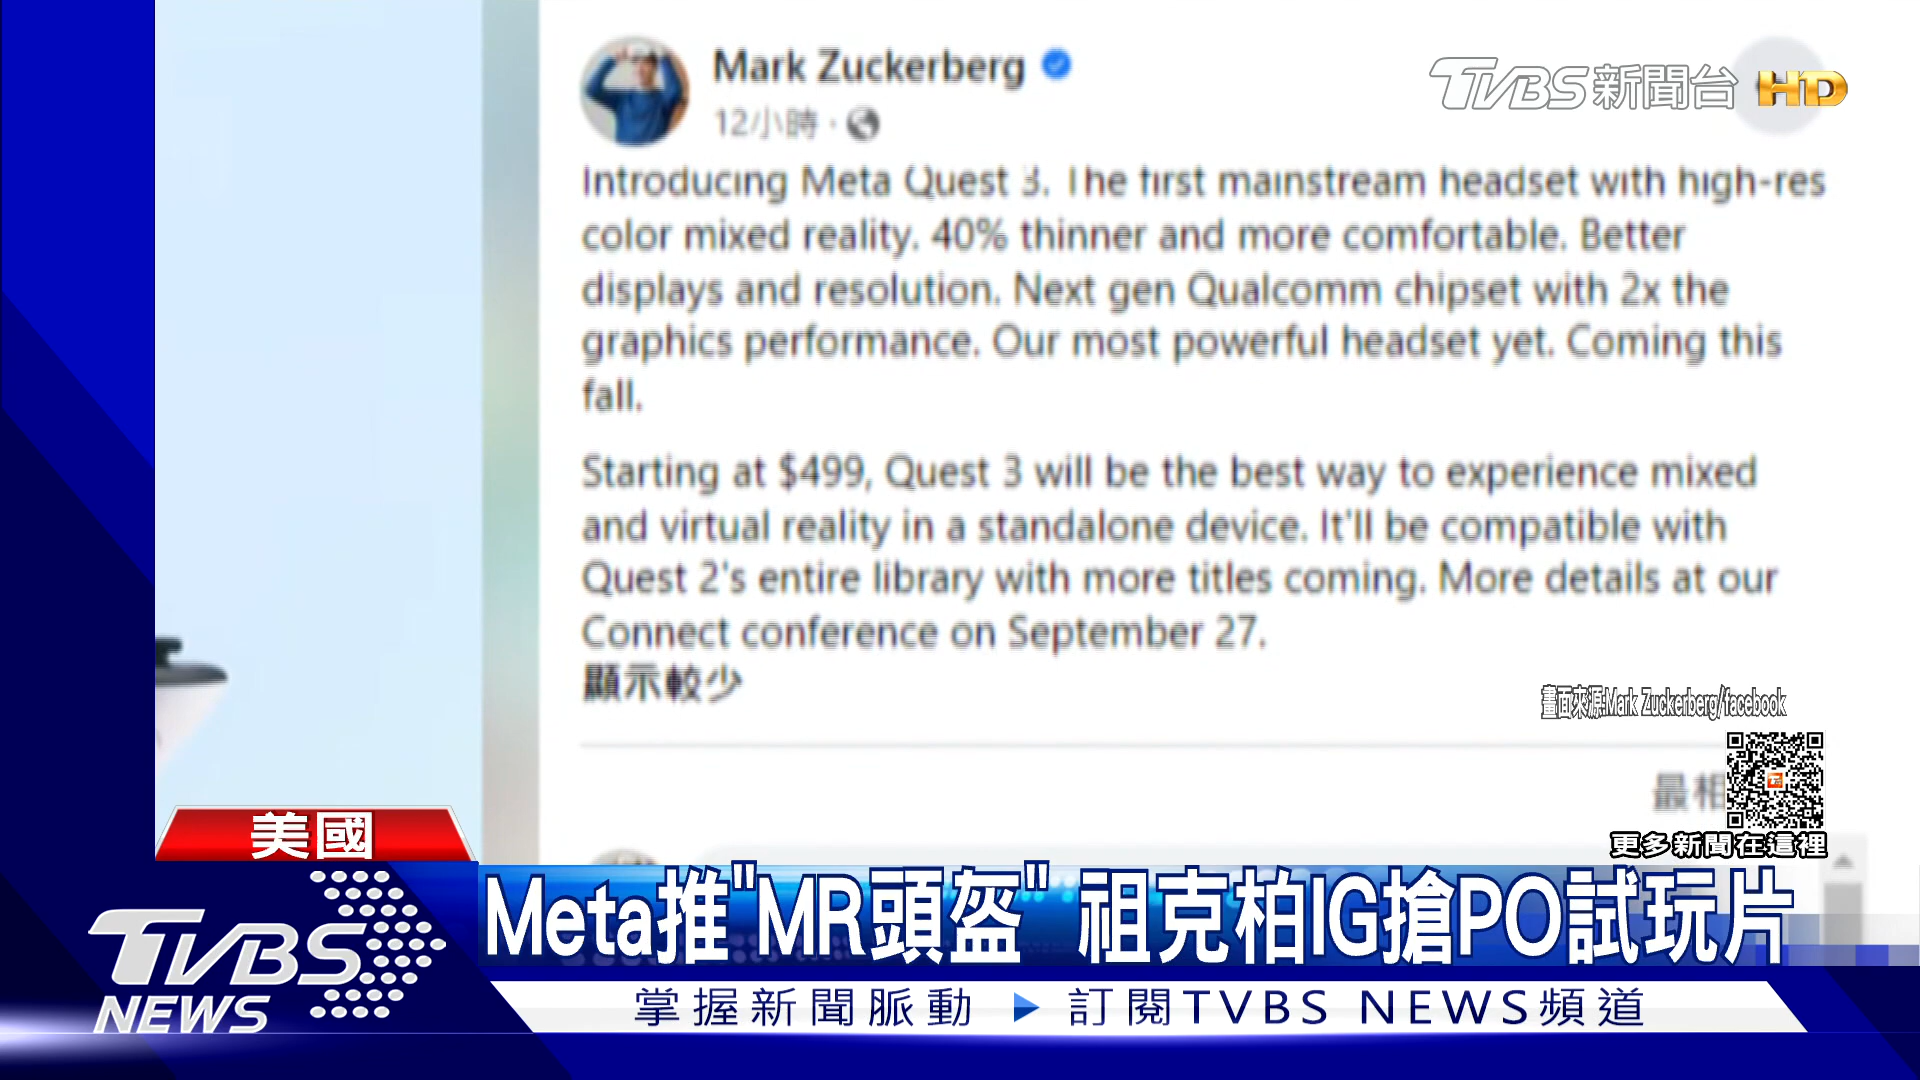 Mark Zuckerberg
TVBS新聞台 HD
12小時 ·
Introducing Meta Quest 3. The first mainstream headset with high-res
color mixed reality. 40% thinner and more comfortable. Better
displays and resolution. Next gen Qualcomm chipset with 2x the
graphics performance. Our most powerful headset yet. Coming this
fall.
Starting at $499, Quest 3 will be the best way to experience mixed
and virtual reality in a standalone device. It'll be compatible with
Quest 2's entire library with more titles coming. More details at our
Connect conference on September 27.
顯示較少
畫面來源:Mark Zuckerberg/facebook
最相
更多新聞在這裡
美國
Meta推"MR頭盔" 祖克柏IG搶PO試玩片
TVBS
NEWS
掌握新聞脈動 ▶ 訂閱TVBS NEWS頻道